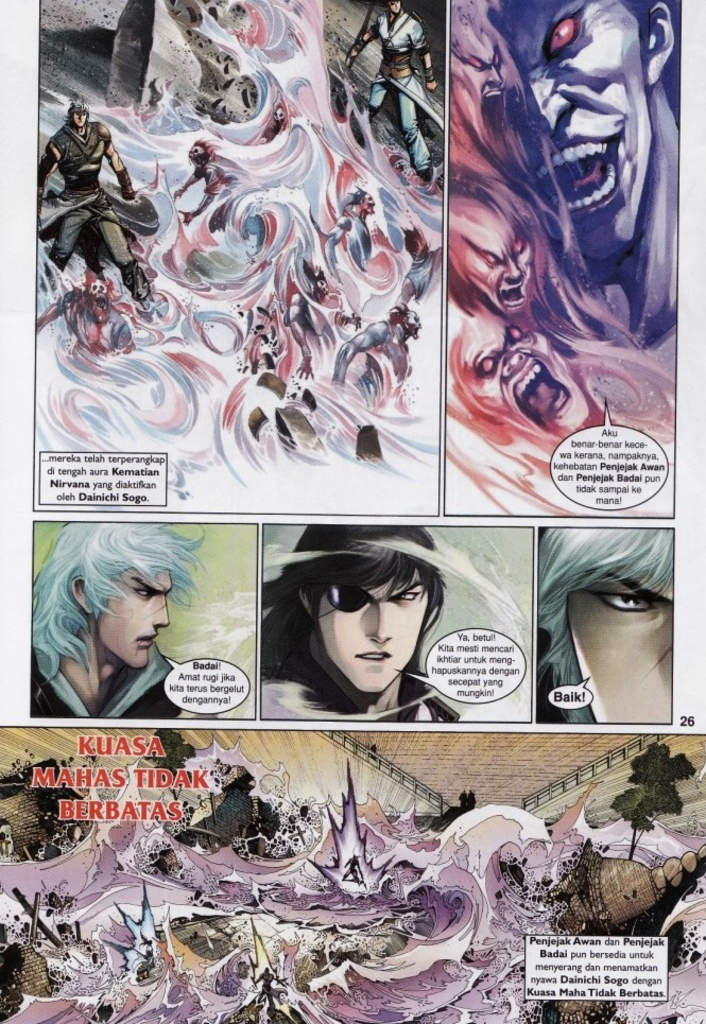 ...mereka telah terperangkap
di tengah aura Kematian
Nirvana yang diaktifkan
oleh Dainichi Sogo.
Aku
benar-benar kece-
wa kerana, nampaknya,
kehebatan Penjejak Awan
dan Penjejak Badai pun
tidak sampai ke
mana!
Badai!
Amat rugi jika
kita terus bergelut
dengannya!
Ya, betul!
Kita mesti mencari
ikhtiar untuk meng-
hapuskannya dengan
secepat yang
mungkin!
Baik!
26
KUASA
MAHAS TIDAK
BERBATAS
Penjejak Awan dan Penjejak
Badai pun bersedia untuk
menyerang dan menamatkan
nyawa Dainichi Sogo dengan
Kuasa Maha Tidak Berbatas.